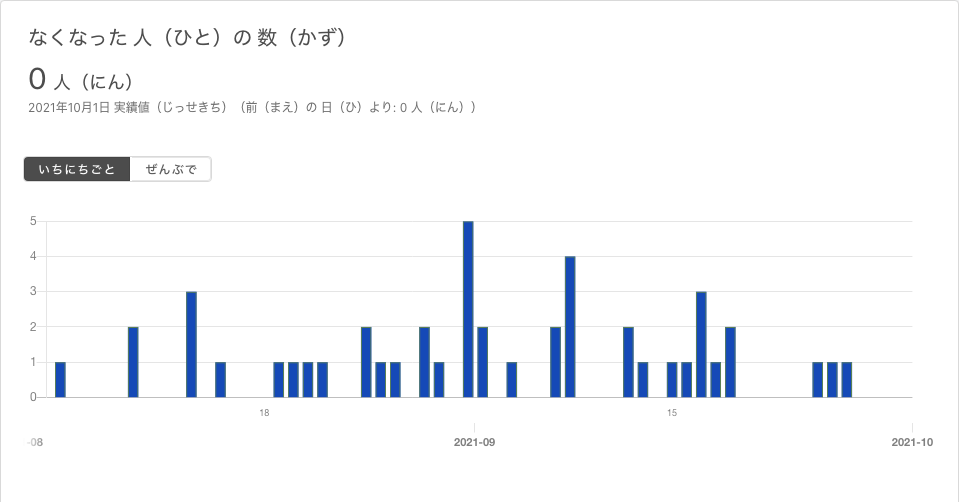 なくなった 人（ひと）の 数（かず）
0 人（にん）
2021年10月1日 実績値（じっせきち）（前（まえ）の 日（ひ）より: 0 人（にん））
いちにちごと ぜんぶで
5
4
3
2
1
0
18 15
-08 2021-09 2021-10